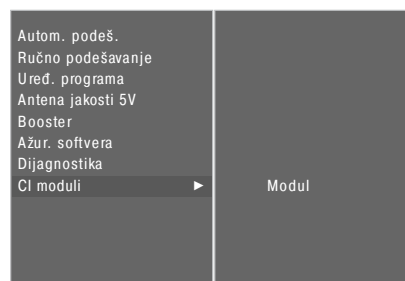 Autom. podeš.
Ručno podešavanje
Uređ. programa
Antena jakosti 5V
Booster
Ažur. softvera
Dijagnostika
CI moduli ► Modul